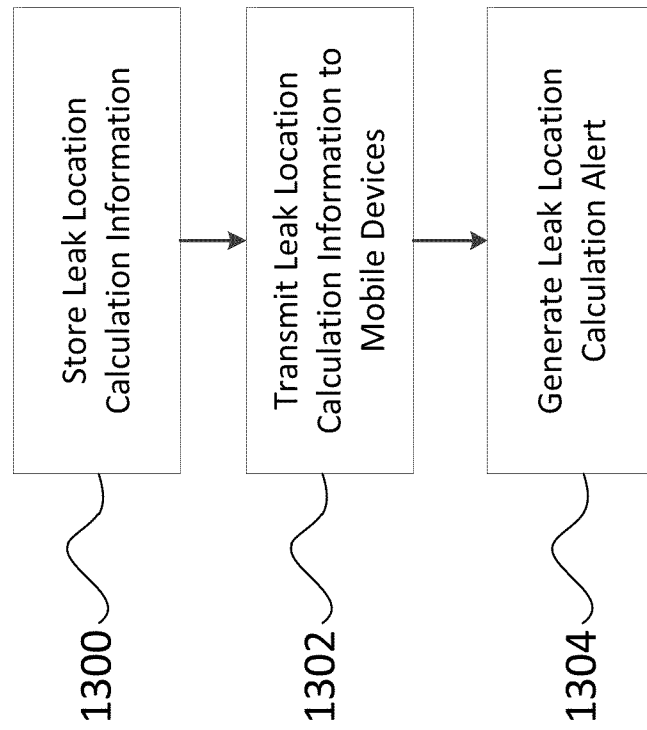 1300
Store Leak Location
Calculation Information
1302
Transmit Leak Location
Calculation Information to
Mobile Devices
1304
Generate Leak Location
Calculation Alert